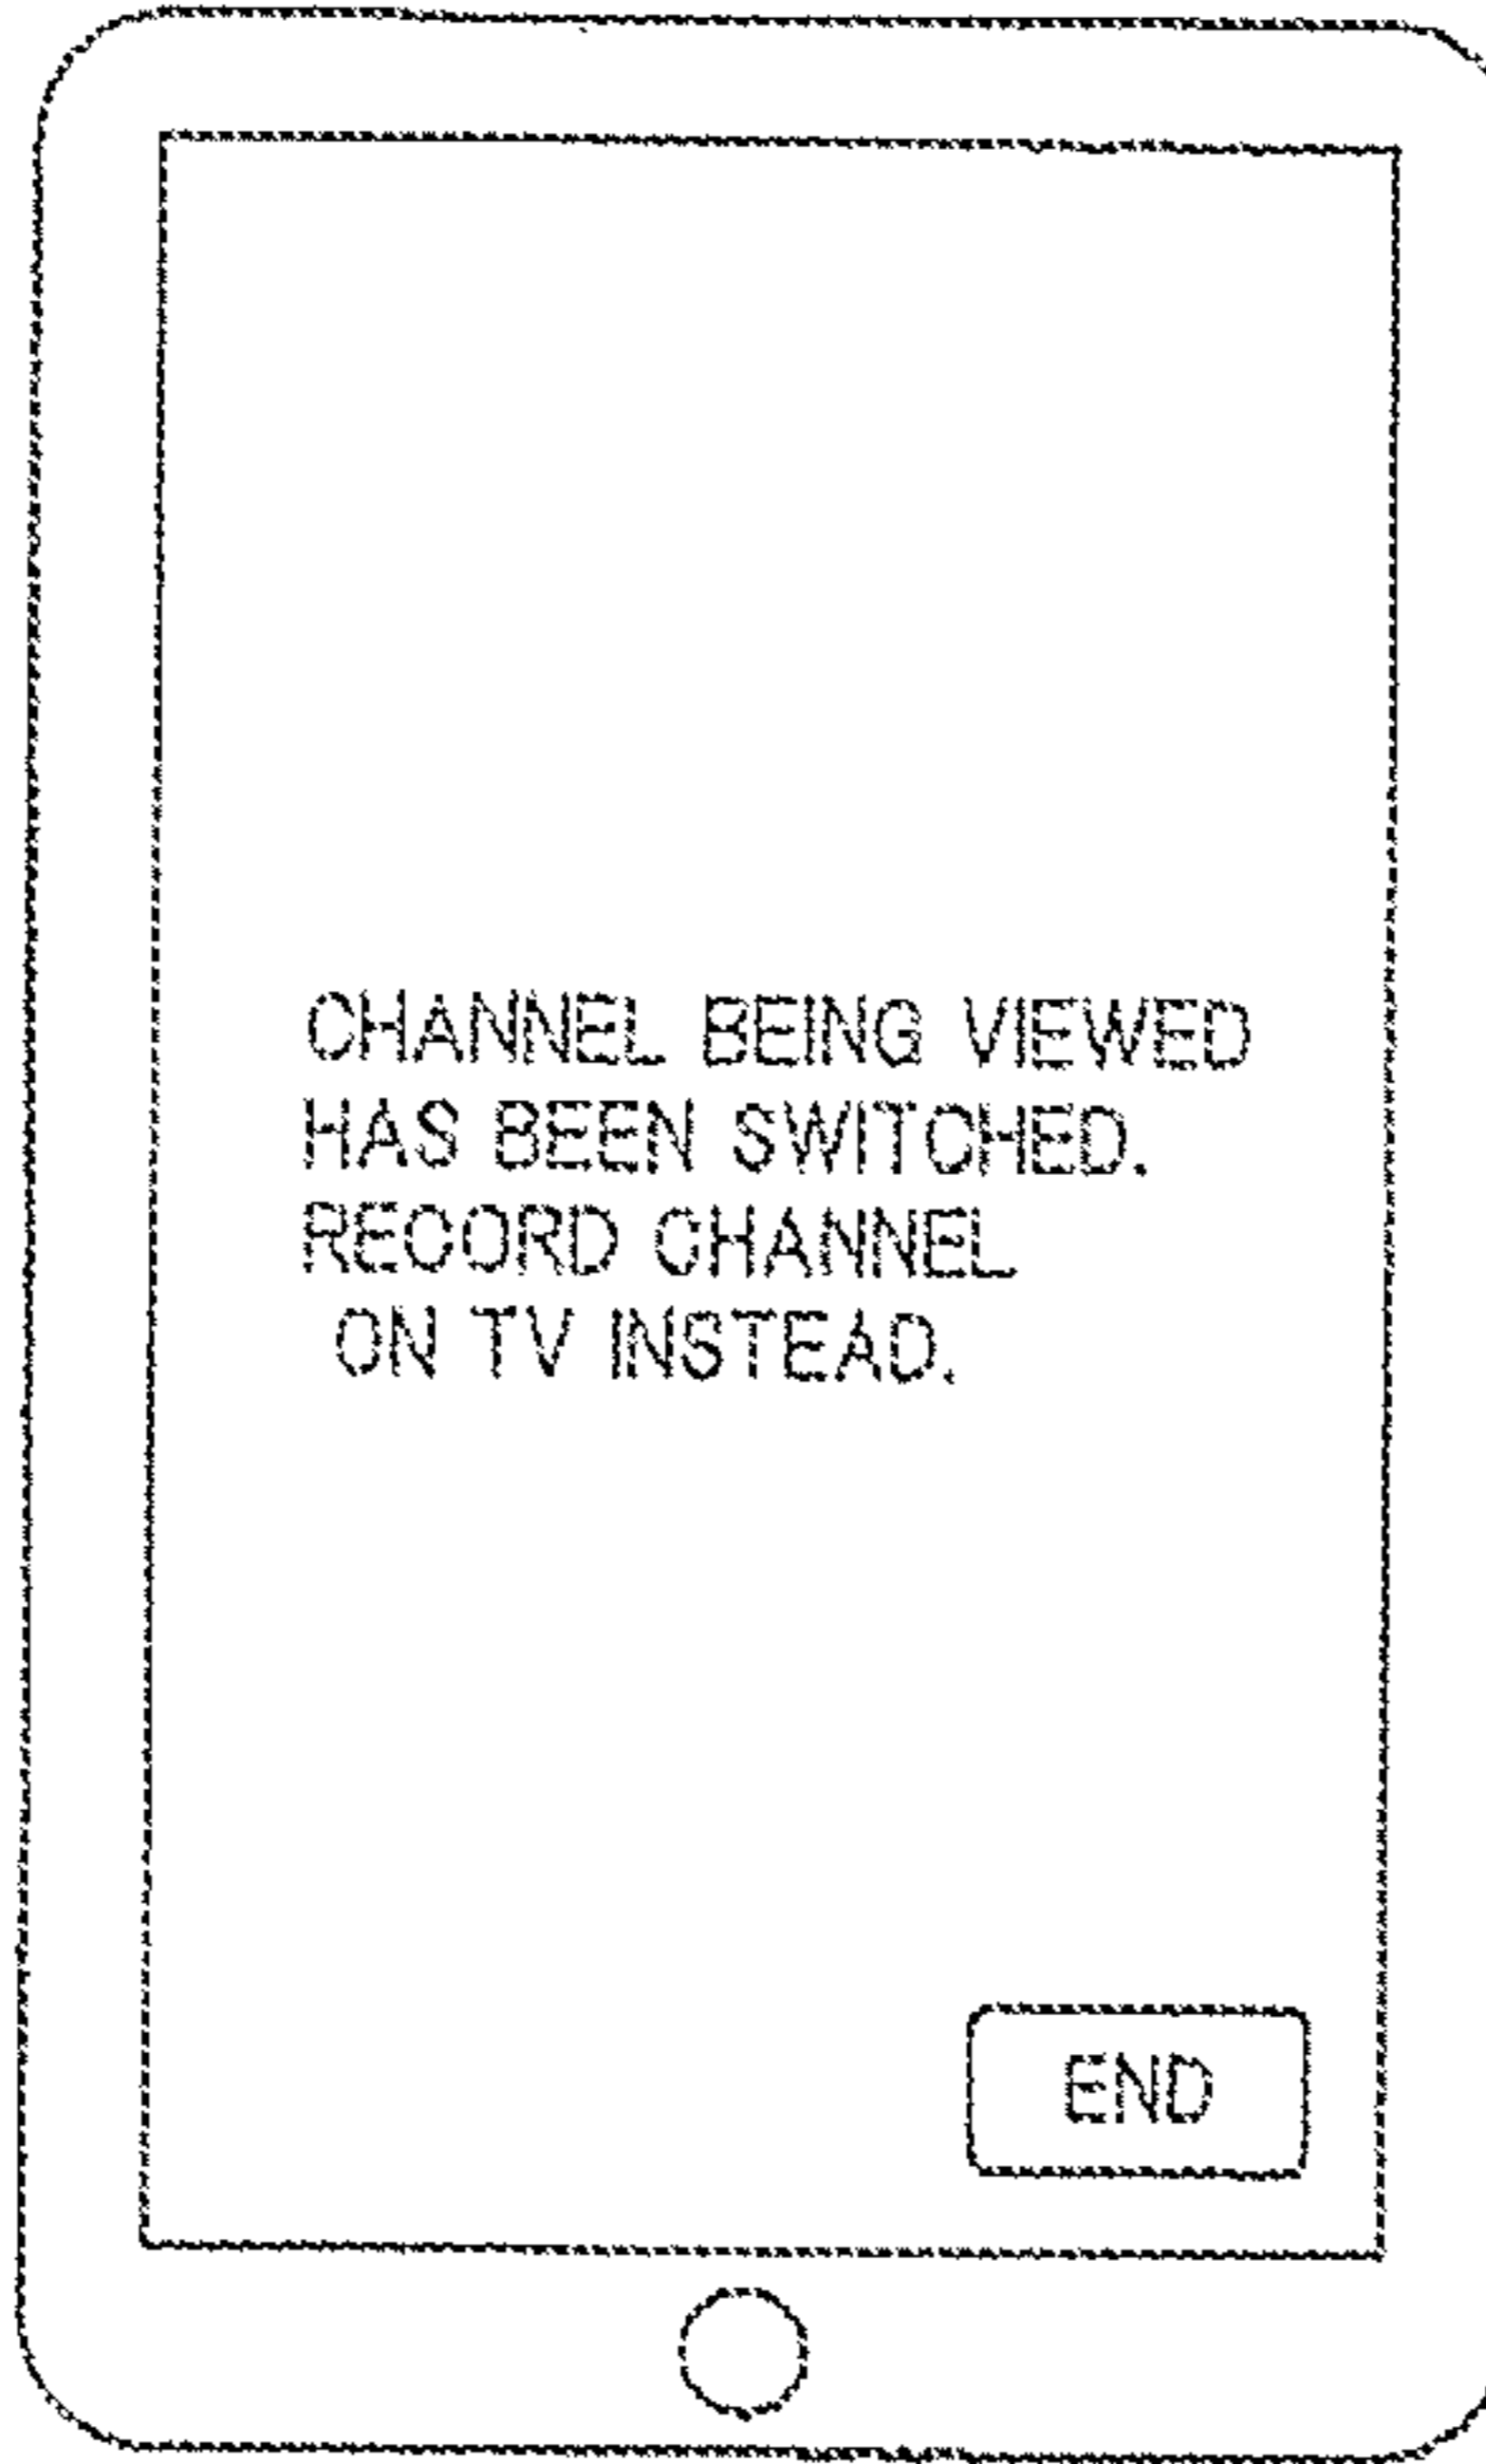 CHANNEL BEING VIEWED
HAS BEEN SWITCHED.
RECORD CHANNEL
ON TV INSTEAD.
END